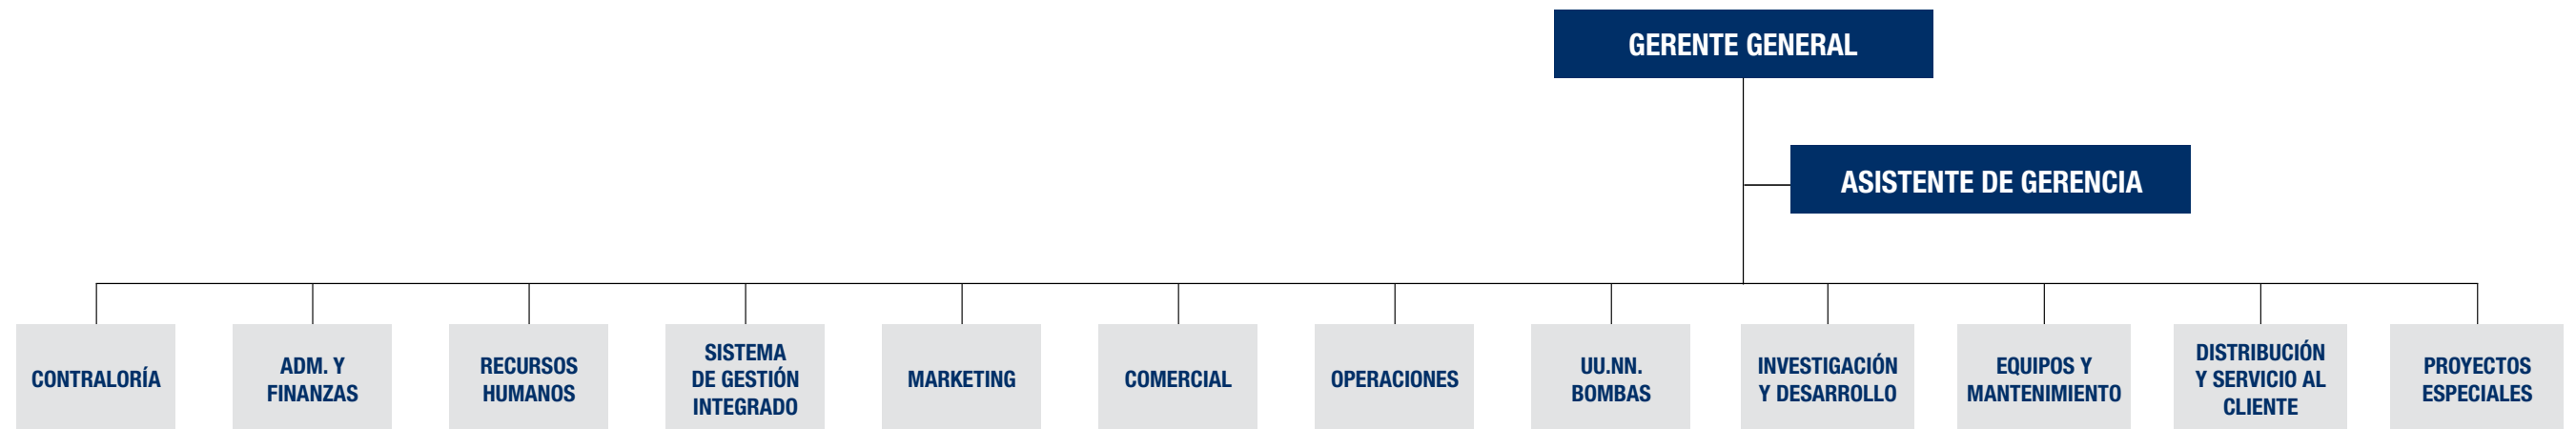 GERENTE GENERAL
ASISTENTE DE GERENCIA
CONTRALORÍA
ADM. Y
FINANZAS
RECURSOS
HUMANOS
SISTEMA
DE GESTIÓN
INTEGRADO
MARKETING
COMERCIAL
OPERACIONES
UU.NN.
BOMBAS
INVESTIGACIÓN
Y DESARROLLO
EQUIPOS Y
MANTENIMIENTO
DISTRIBUCIÓN
Y SERVICIO AL
CLIENTE
PROYECTOS
ESPECIALES